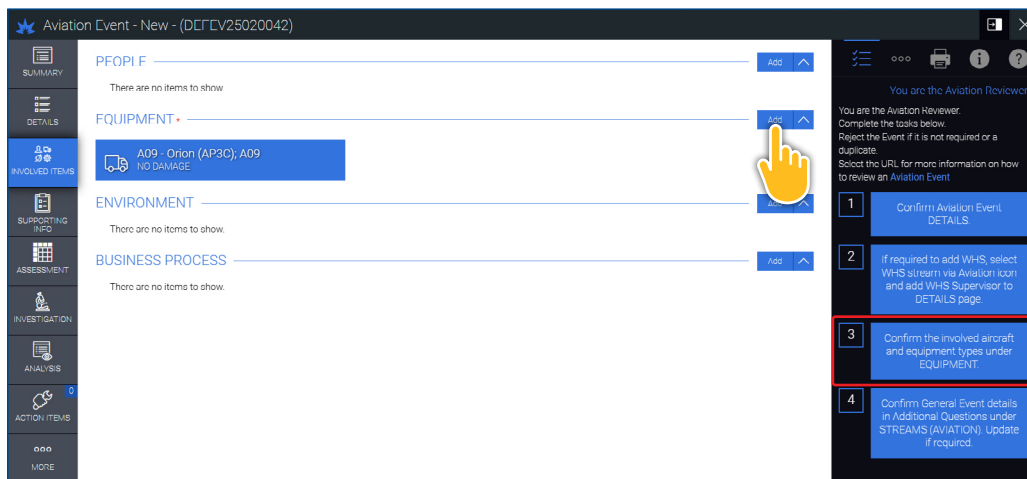 Aviation Event - New - (DEFEV25020042)
SUMMARY
DETAILS
INVOLVED ITEMS
SUPPORTING
INFO
ASSESSMENT
INVESTIGATION
ANALYSIS
0
ACTION ITEMS
MORE
PEOPLE
Add
There are no items to show
EQUIPMENT*
Add
A09 - Orion (AP3C); A09
NO DAMAGE
ENVIRONMENT
Add
There are no items to show.
BUSINESS PROCESS
Add
There are no items to show.
You are the Aviation Reviewer
You are the Aviation Reviewer.
Complete the tasks below.
Reject the Event if it is not required or a
duplicate.
Select the URL for more information on how
to review an Aviation Event
1
Confirm Aviation Event
DETAILS.
2
If required to add WHS, select
WHS stream via Aviation icon
and add WHS Supervisor to
DETAILS page.
3
Confirm the involved aircraft
and equipment types under
EQUIPMENT.
4
Confirm General Event details
in Additional Questions under
STREAMS (AVIATION). Update
if required.